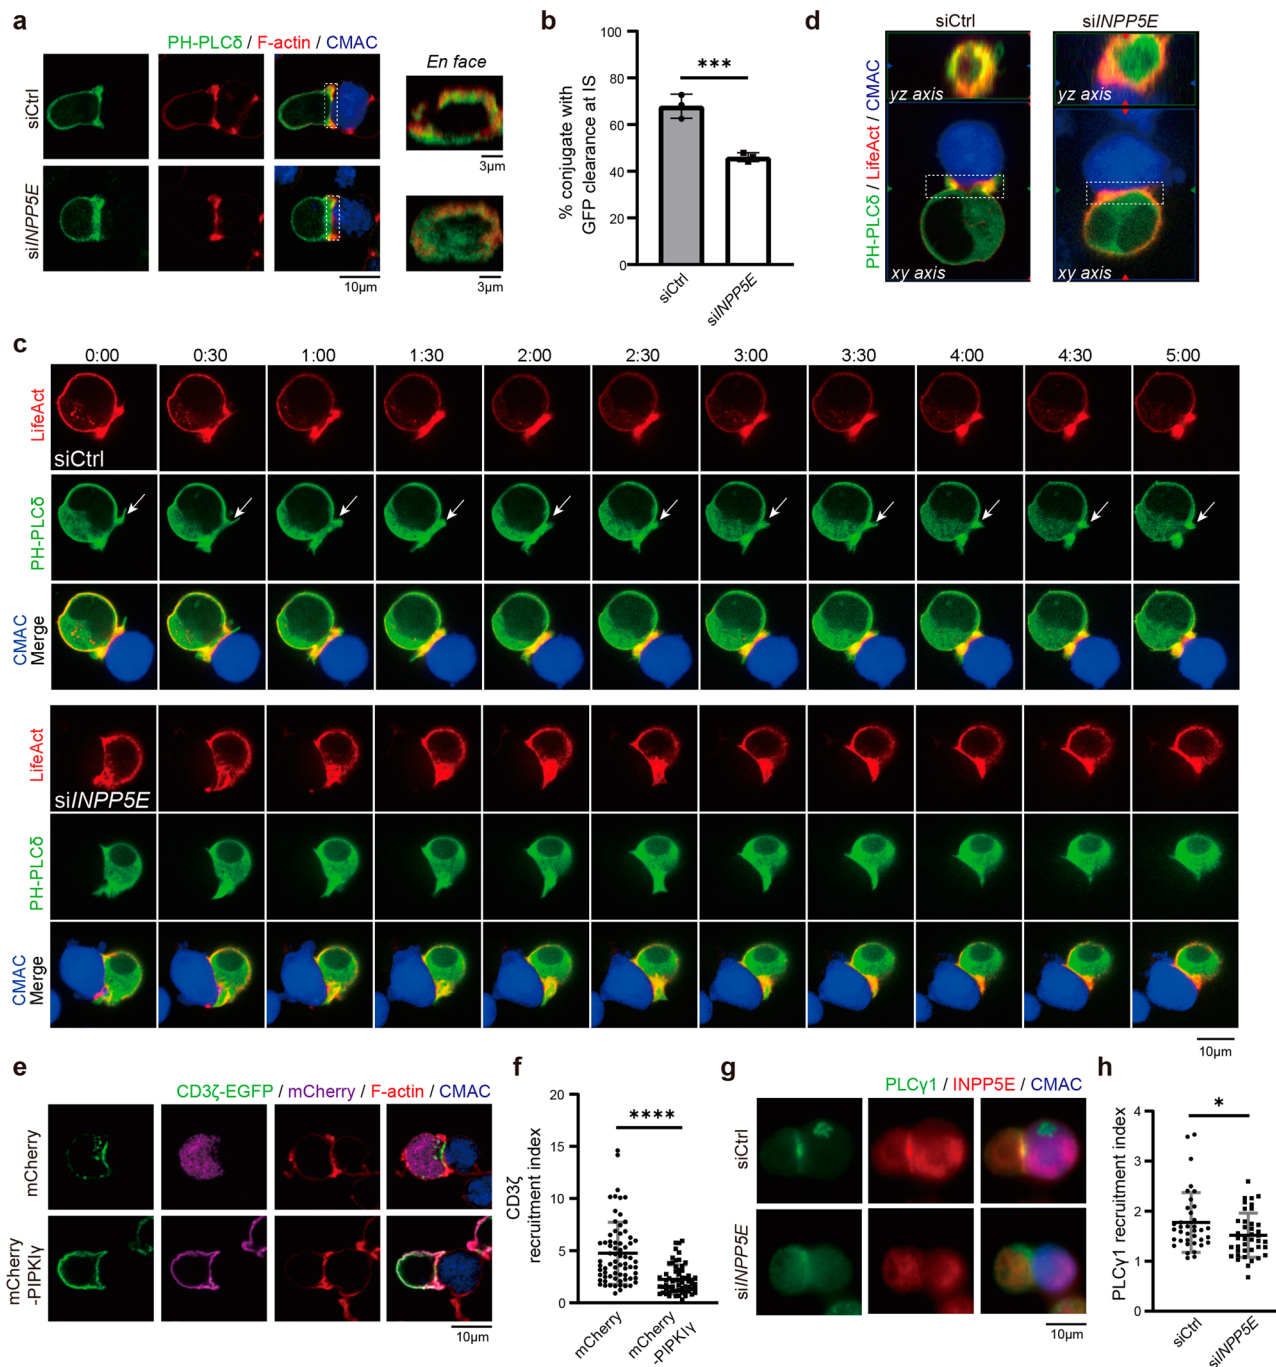 a
PH-PLCδ / F-actin / CMAC
En face
siCtrl
siINPP5E
3μm
3μm
10μm
b
% conjugate with
GFP clearance at IS
100
80
60
40
20
0
***
siCtrl
siINPP5E
d
siCtrl
siINPP5E
PH-PLCδ / LifeAct / CMAC
yz axis
yz axis
xy axis
xy axis
c
0:00 0:30 1:00 1:30 2:00 2:30 3:00 3:30 4:00 4:30 5:00
LifeAct
siCtrl
PH-PLCδ
CMAC
Merge
LifeAct
siINPP5E
PH-PLCδ
CMAC
Merge
10μm
e
CD3ζ-EGFP / mCherry / F-actin / CMAC
mCherry
mCherry
-PIPKIγ
10μm
f
CD3ζ
recruitment index
20
15
10
5
0
****
mCherry
mCherry
-PIPKIγ
g
PLCγ1 / INPP5E / CMAC
siCtrl
siINPP5E
10μm
h
PLCγ1 recruitment index
4
3
2
1
0
*
siCtrl
siINPP5E